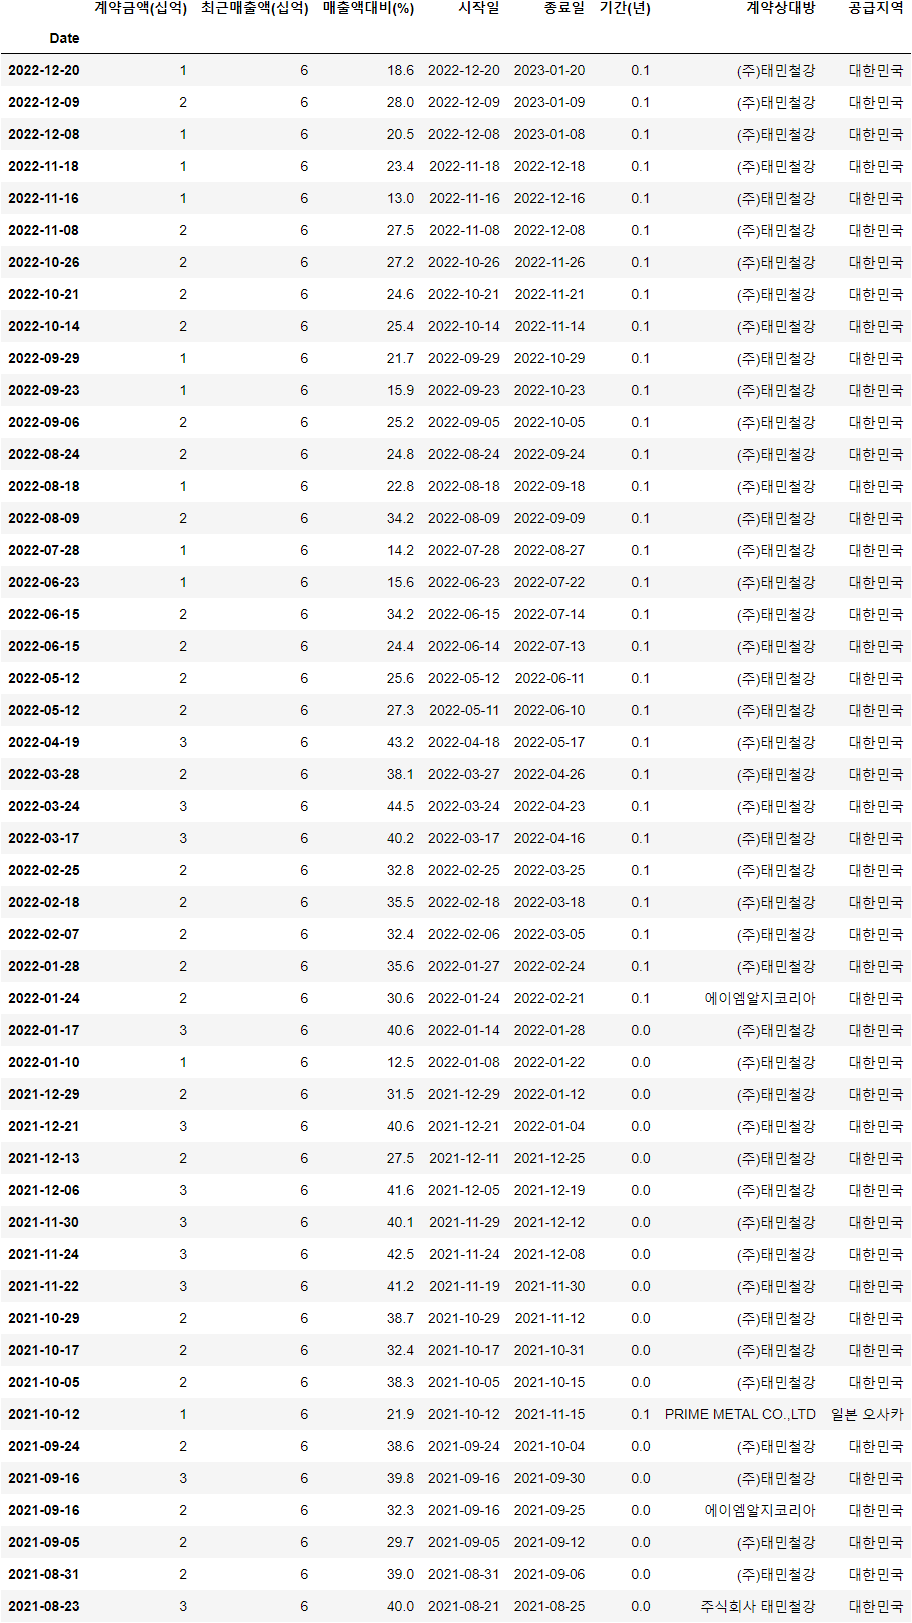 계약금액(십억) 최근매출액(십억) 매출액대비(%) 시작일 종료일 기간(년) 계약상대방 공급지역
Date
2022-12-20 1 6 18.6 2022-12-20 2023-01-20 0.1 (주)태민철강 대한민국
2022-12-09 2 6 28.0 2022-12-09 2023-01-09 0.1 (주)태민철강 대한민국
2022-12-08 1 6 20.5 2022-12-08 2023-01-08 0.1 (주)태민철강 대한민국
2022-11-18 1 6 23.4 2022-11-18 2022-12-18 0.1 (주)태민철강 대한민국
2022-11-16 1 6 13.0 2022-11-16 2022-12-16 0.1 (주)태민철강 대한민국
2022-11-08 2 6 27.5 2022-11-08 2022-12-08 0.1 (주)태민철강 대한민국
2022-10-26 2 6 27.2 2022-10-26 2022-11-26 0.1 (주)태민철강 대한민국
2022-10-21 2 6 24.6 2022-10-21 2022-11-21 0.1 (주)태민철강 대한민국
2022-10-14 2 6 25.4 2022-10-14 2022-11-14 0.1 (주)태민철강 대한민국
2022-09-29 1 6 21.7 2022-09-29 2022-10-29 0.1 (주)태민철강 대한민국
2022-09-23 1 6 15.9 2022-09-23 2022-10-23 0.1 (주)태민철강 대한민국
2022-09-06 2 6 25.2 2022-09-05 2022-10-05 0.1 (주)태민철강 대한민국
2022-08-24 2 6 24.8 2022-08-24 2022-09-24 0.1 (주)태민철강 대한민국
2022-08-18 1 6 22.8 2022-08-18 2022-09-18 0.1 (주)태민철강 대한민국
2022-08-09 2 6 34.2 2022-08-09 2022-09-09 0.1 (주)태민철강 대한민국
2022-07-28 1 6 14.2 2022-07-28 2022-08-27 0.1 (주)태민철강 대한민국
2022-06-23 1 6 15.6 2022-06-23 2022-07-22 0.1 (주)태민철강 대한민국
2022-06-15 2 6 34.2 2022-06-15 2022-07-14 0.1 (주)태민철강 대한민국
2022-06-15 2 6 24.4 2022-06-14 2022-07-13 0.1 (주)태민철강 대한민국
2022-05-12 2 6 25.6 2022-05-12 2022-06-11 0.1 (주)태민철강 대한민국
2022-05-12 2 6 27.3 2022-05-11 2022-06-10 0.1 (주)태민철강 대한민국
2022-04-19 3 6 43.2 2022-04-18 2022-05-17 0.1 (주)태민철강 대한민국
2022-03-28 2 6 38.1 2022-03-27 2022-04-26 0.1 (주)태민철강 대한민국
2022-03-24 3 6 44.5 2022-03-24 2022-04-23 0.1 (주)태민철강 대한민국
2022-03-17 3 6 40.2 2022-03-17 2022-04-16 0.1 (주)태민철강 대한민국
2022-02-25 2 6 32.8 2022-02-25 2022-03-25 0.1 (주)태민철강 대한민국
2022-02-18 2 6 35.5 2022-02-18 2022-03-18 0.1 (주)태민철강 대한민국
2022-02-07 2 6 32.4 2022-02-06 2022-03-05 0.1 (주)태민철강 대한민국
2022-01-28 2 6 35.6 2022-01-27 2022-02-24 0.1 (주)태민철강 대한민국
2022-01-24 2 6 30.6 2022-01-24 2022-02-21 0.1 에이엠알지코리아 대한민국
2022-01-17 3 6 40.6 2022-01-14 2022-01-28 0.0 (주)태민철강 대한민국
2022-01-10 1 6 12.5 2022-01-08 2022-01-22 0.0 (주)태민철강 대한민국
2021-12-29 2 6 31.5 2021-12-29 2022-01-12 0.0 (주)태민철강 대한민국
2021-12-21 3 6 40.6 2021-12-21 2022-01-04 0.0 (주)태민철강 대한민국
2021-12-13 2 6 27.5 2021-12-11 2021-12-25 0.0 (주)태민철강 대한민국
2021-12-06 3 6 41.6 2021-12-05 2021-12-19 0.0 (주)태민철강 대한민국
2021-11-30 3 6 40.1 2021-11-29 2021-12-12 0.0 (주)태민철강 대한민국
2021-11-24 3 6 42.5 2021-11-24 2021-12-08 0.0 (주)태민철강 대한민국
2021-11-22 3 6 41.2 2021-11-19 2021-11-30 0.0 (주)태민철강 대한민국
2021-10-29 2 6 38.7 2021-10-29 2021-11-12 0.0 (주)태민철강 대한민국
2021-10-17 2 6 32.4 2021-10-17 2021-10-31 0.0 (주)태민철강 대한민국
2021-10-05 2 6 38.3 2021-10-05 2021-10-15 0.0 (주)태민철강 대한민국
2021-10-12 1 6 21.9 2021-10-12 2021-11-15 0.1 PRIME METAL CO.,LTD 일본 오사카
2021-09-24 2 6 38.6 2021-09-24 2021-10-04 0.0 (주)태민철강 대한민국
2021-09-16 3 6 39.8 2021-09-16 2021-09-30 0.0 (주)태민철강 대한민국
2021-09-16 2 6 32.3 2021-09-16 2021-09-25 0.0 에이엠알지코리아 대한민국
2021-09-05 2 6 29.7 2021-09-05 2021-09-12 0.0 (주)태민철강 대한민국
2021-08-31 2 6 39.0 2021-08-31 2021-09-06 0.0 (주)태민철강 대한민국
2021-08-23 3 6 40.0 2021-08-21 2021-08-25 0.0 주식회사 태민철강 대한민국